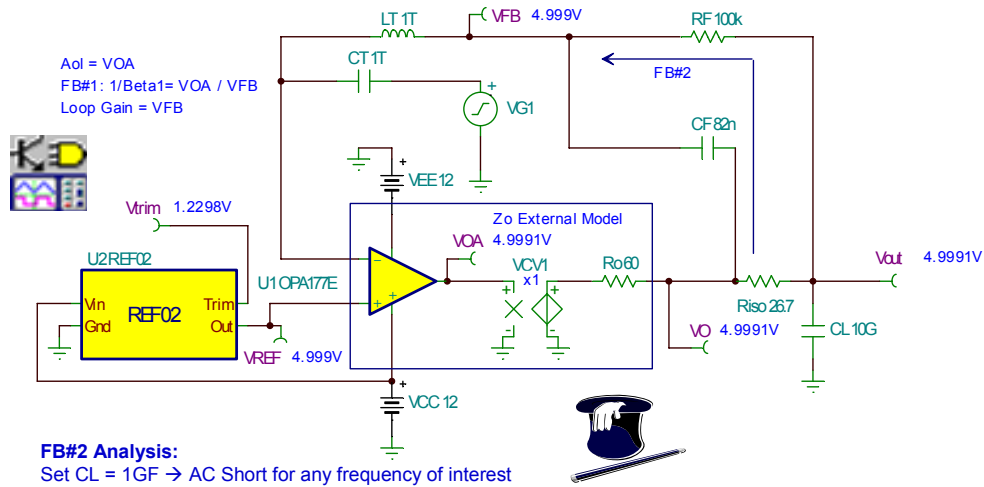 VFB 4.999V
LT 1T
RF 100k
Aol = VOA
FB#1: 1/Beta1= VOA / VFB
Loop Gain = VFB
CT 1T
FB#2
VG1
CF 82n
VEE 12
Vtrim 1.2298V
Zo External Model
VOA 4.9991V
U2 REF02
U1 OPA177E
VCV1
x1
Ro 60
Vout 4.9991V
Vin
Gnd
REF02
Trim
Out
Riso 26.7
VREF 4.999V
VO 4.9991V
CL 10G
VCC 12
FB#2 Analysis:
Set CL = 1GF → AC Short for any frequency of interest